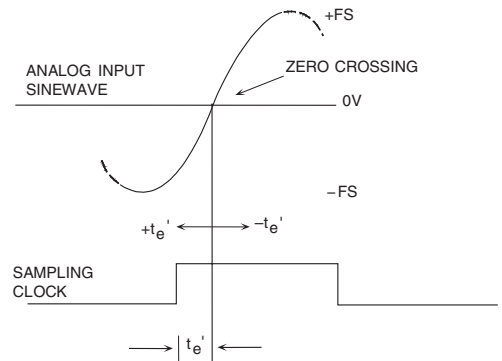 +FS
ANALOG INPUT
SINEWAVE
ZERO CROSSING
0V
−FS
+te'
−te'
SAMPLING
CLOCK
te'